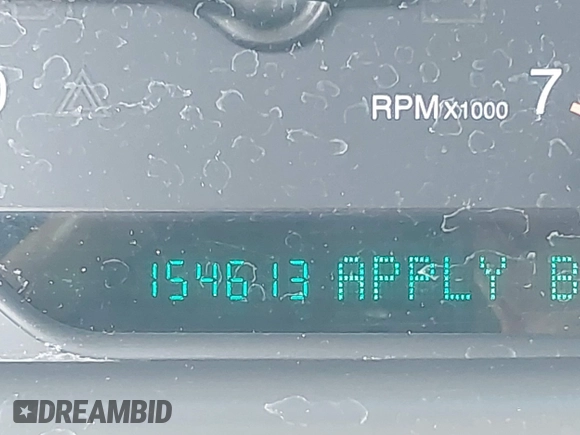 RPM X1000 7
154613 APPLY B
DREAMBID